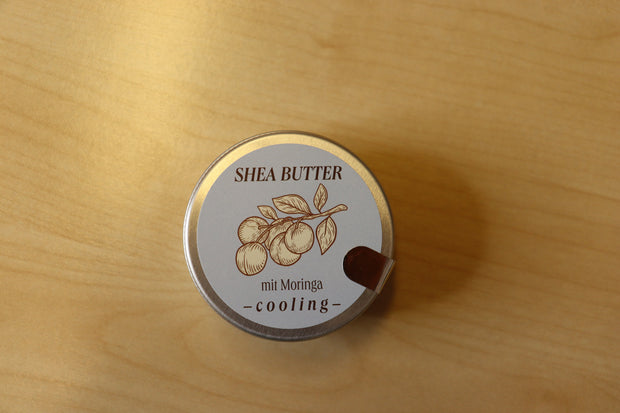 SHEA BUTTER
mit Moringa
– cooling –